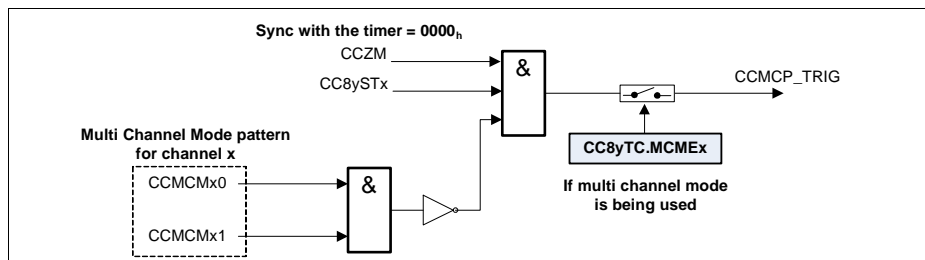 Sync with the timer = 0000h
CCZM
CC8ySTx
&
CCMCP_TRIG
CC8yTC.MCMEx
If multi channel mode
is being used
Multi Channel Mode pattern
for channel x
CCMCMx0
CCMCMx1
&